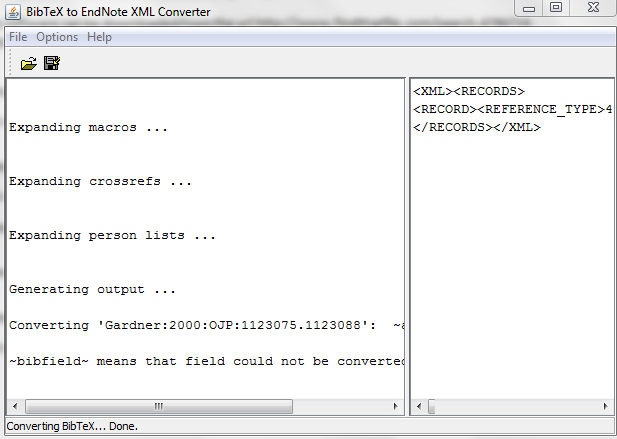 BibTeX to EndNote XML Converter
File Options Help
Expanding macros ...
Expanding crossrefs ...
Expanding person lists ...
Generating output ...
Converting 'Gardner:2000:OJP:1123075.1123088': ~a
~bibfield~ means that field could not be converted
<XML><RECORDS>
<RECORD><REFERENCE_TYPE>4
</RECORDS></XML>
Converting BibTeX... Done.